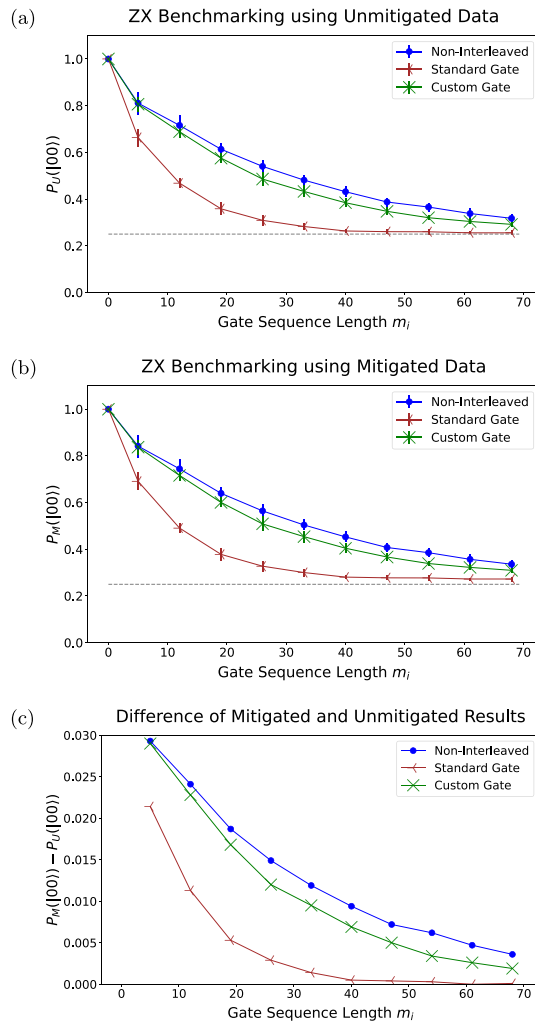 (a)
ZX Benchmarking using Unmitigated Data
Non-Interleaved
Standard Gate
Custom Gate
1.0
0.8
0.6
0.4
0.2
0.0
P_U(|00⟩)
0 10 20 30 40 50 60 70
Gate Sequence Length m_i
(b)
ZX Benchmarking using Mitigated Data
Non-Interleaved
Standard Gate
Custom Gate
1.0
0.8
0.6
0.4
0.2
0.0
P_M(|00⟩)
0 10 20 30 40 50 60 70
Gate Sequence Length m_i
(c)
Difference of Mitigated and Unmitigated Results
Non-Interleaved
Standard Gate
Custom Gate
0.030
0.025
0.020
0.015
0.010
0.005
0.000
P_M(|00⟩) − P_U(|00⟩)
0 10 20 30 40 50 60 70
Gate Sequence Length m_i